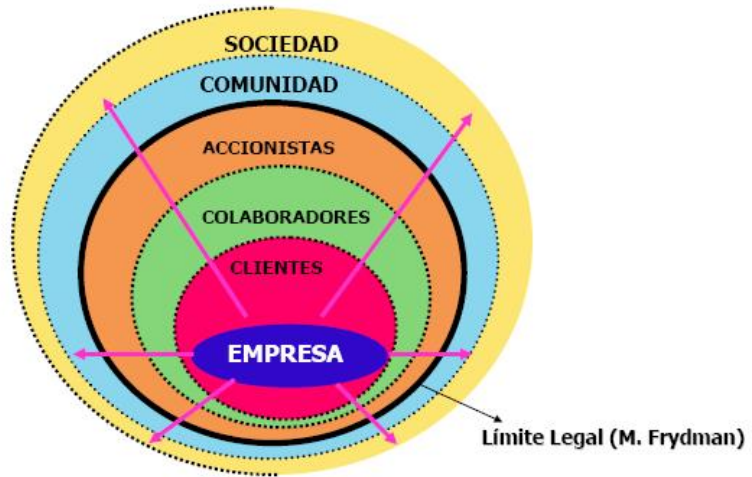 SOCIEDAD
COMUNIDAD
ACCIONISTAS
COLABORADORES
CLIENTES
EMPRESA
Límite Legal (M. Frydman)